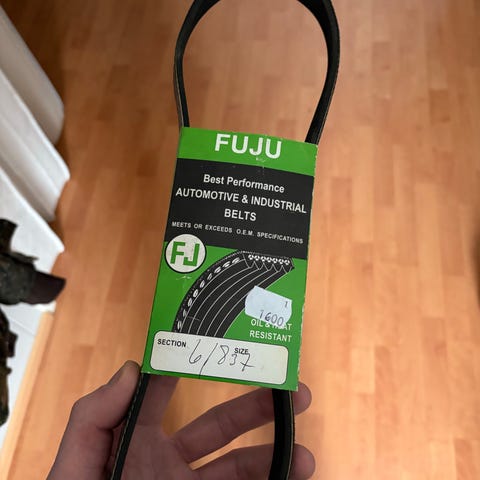 FUJU
Best Performance
AUTOMOTIVE & INDUSTRIAL
BELTS
MEETS OR EXCEEDS O.E.M. SPECIFICATIONS
FJ
1
1600
OIL & HEAT
RESISTANT
SECTION SIZE
6/837